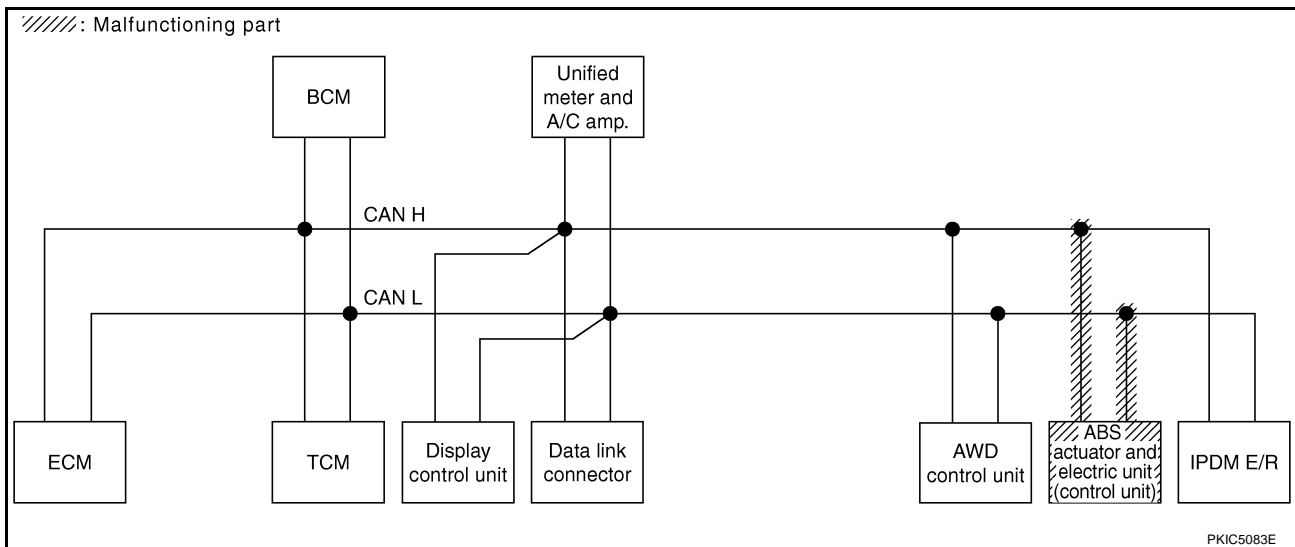 : Malfunctioning part
BCM
Unified
meter and
A/C amp.
CAN H
CAN L
ECM
TCM
Display
control unit
Data link
connector
AWD
control unit
ABS
actuator and
electric unit
(control unit)
IPDM E/R
PKIC5083E